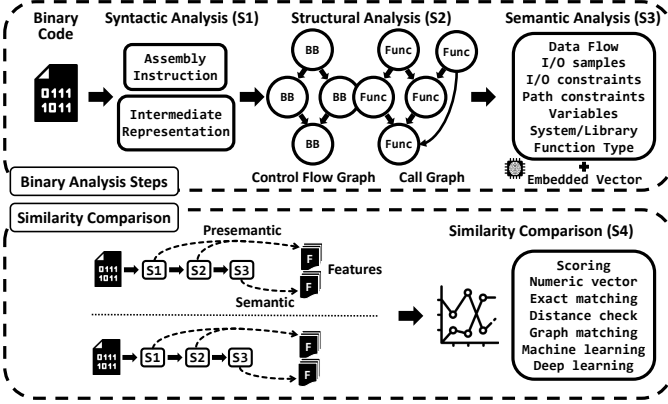 Binary
Code
Syntactic Analysis (S1)
Structural Analysis (S2)
Semantic Analysis (S3)
0111
1011
Assembly
Instruction
Intermediate
Representation
BB
BB
BB
BB
Control Flow Graph
Func
Func
Func
Func
Func
Call Graph
Data Flow
I/O samples
I/O constraints
Path constraints
Variables
System/Library
Function Type
+
Embedded Vector
Binary Analysis Steps
Similarity Comparison
Presemantic
0111
1011
S1
S2
S3
F
F
Features
Semantic
0111
1011
S1
S2
S3
F
F
Similarity Comparison (S4)
Scoring
Numeric vector
Exact matching
Distance check
Graph matching
Machine learning
Deep learning